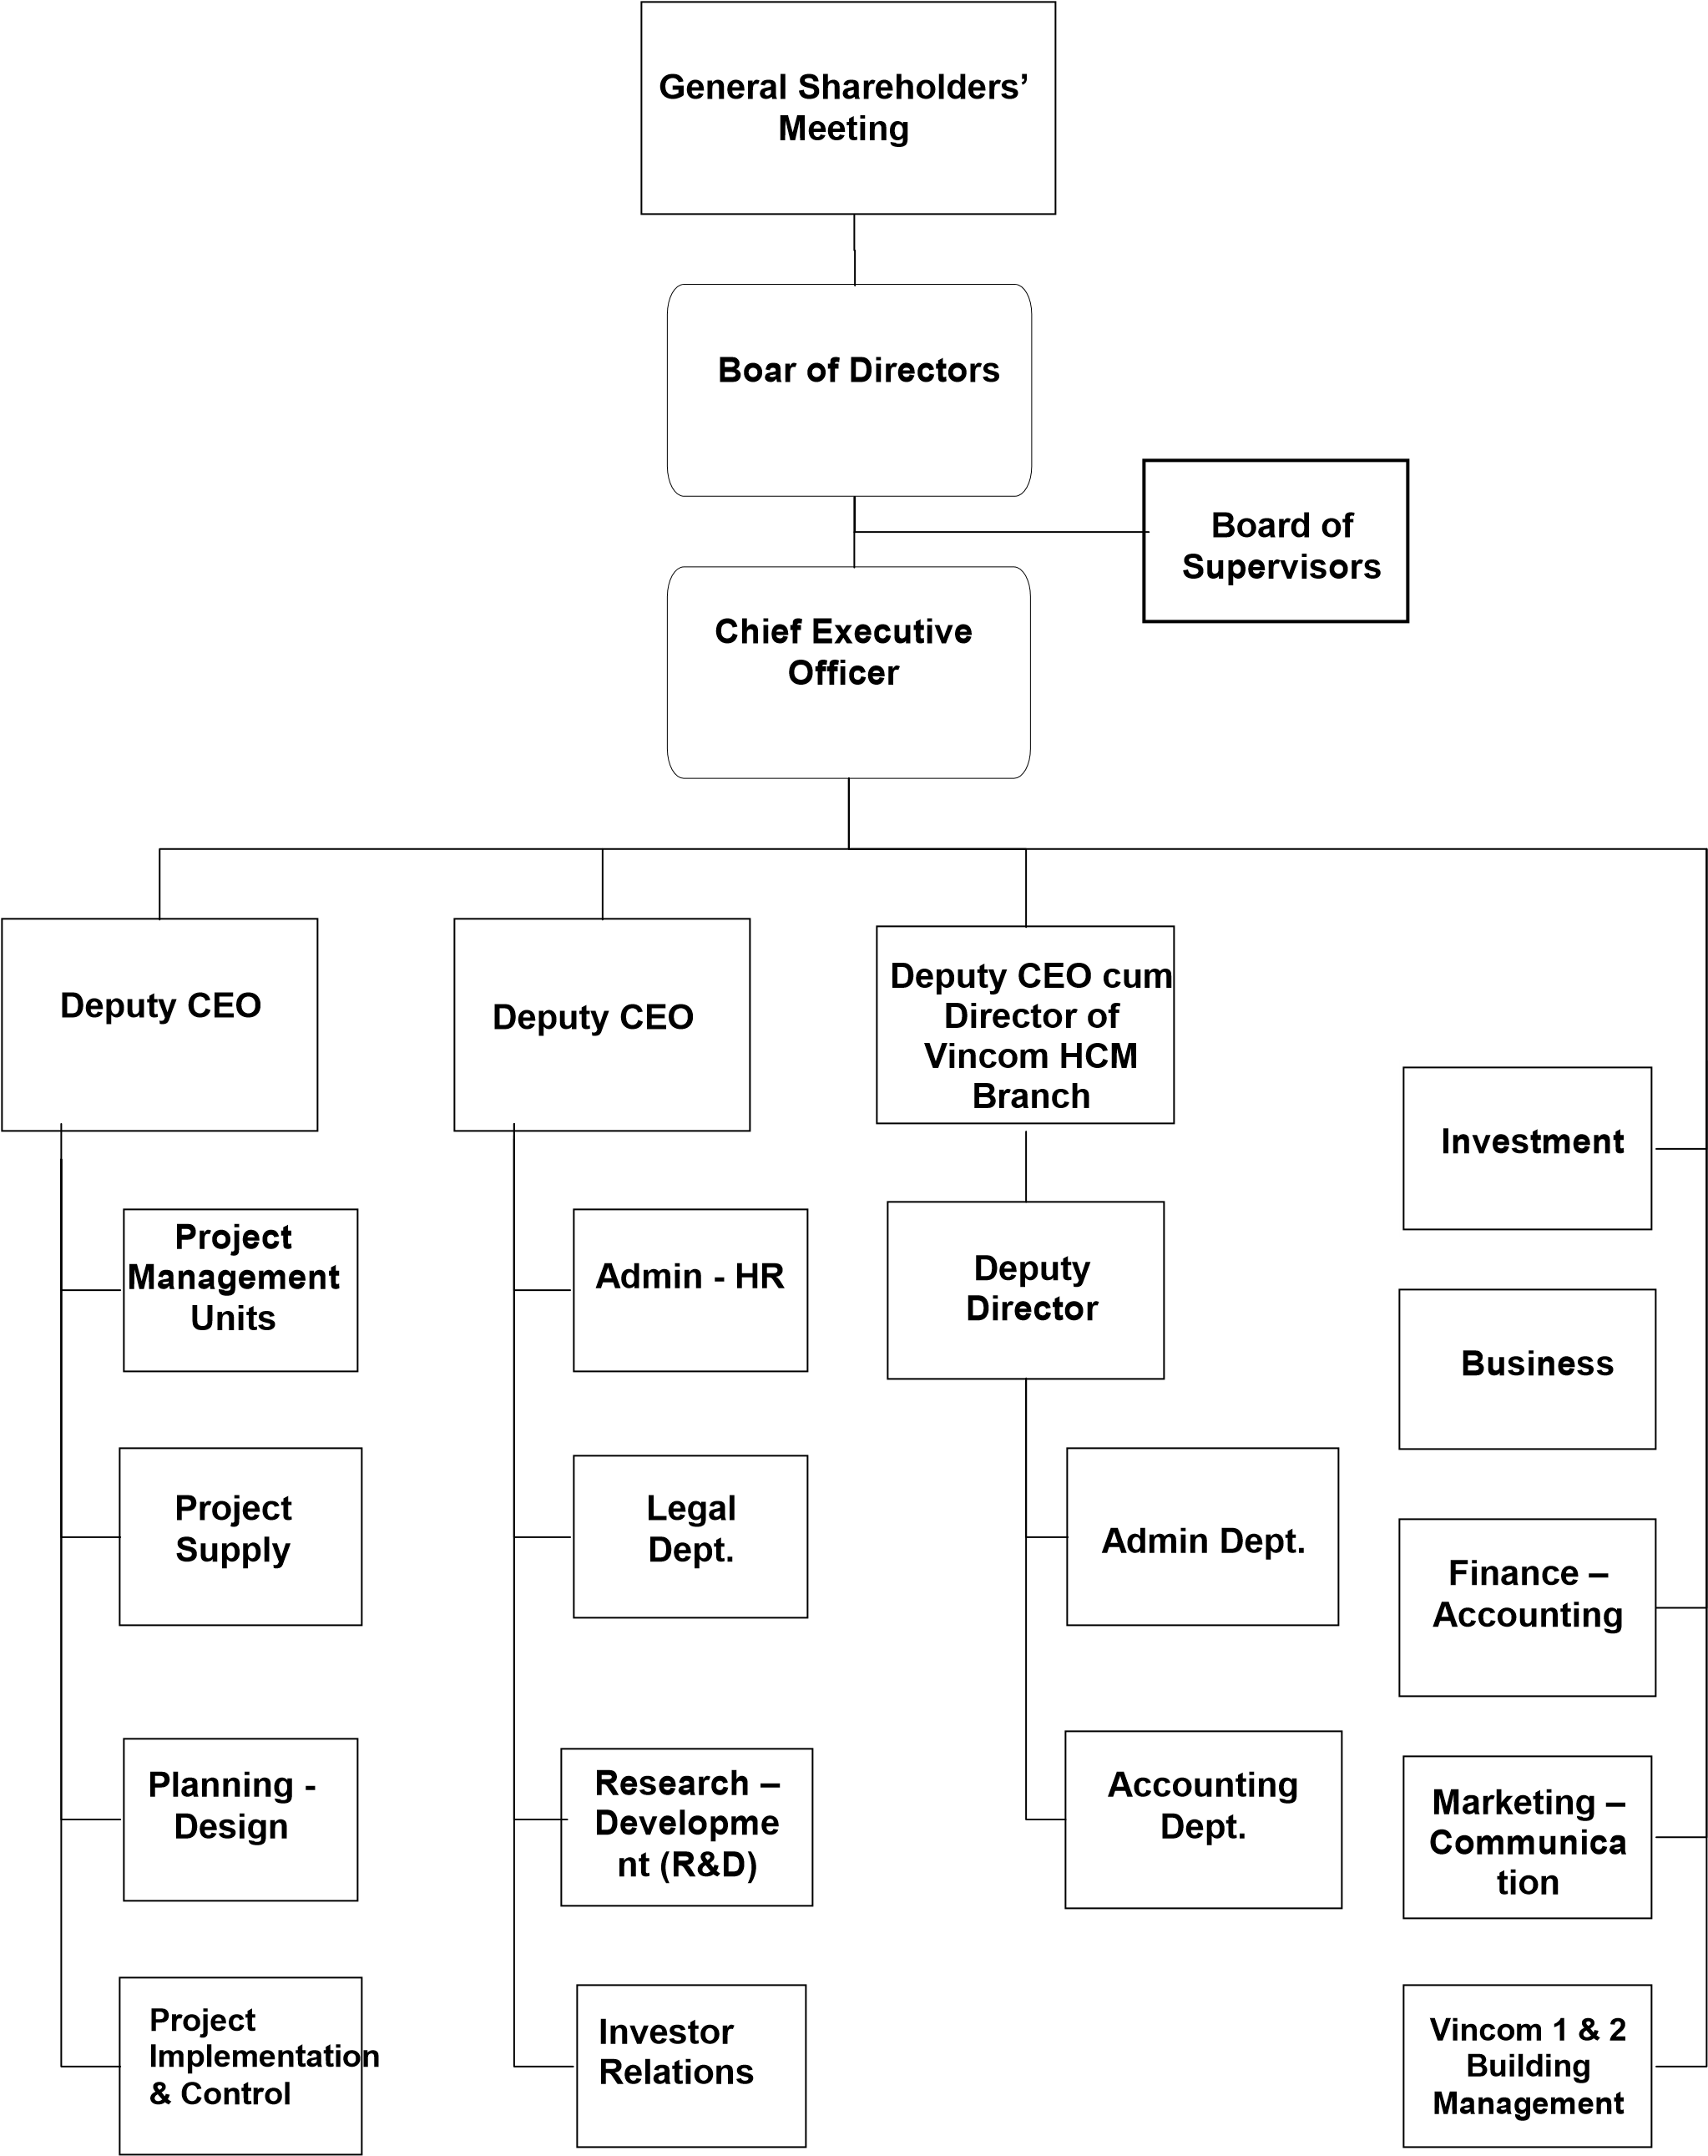 General Shareholders’
Meeting
Boar of Directors
Board of
Supervisors
Chief Executive
Officer
Deputy CEO
Deputy CEO
Deputy CEO cum
Director of
Vincom HCM
Branch
Project
Management
Units
Project
Supply
Planning -
Design
Project
Implementation
& Control
Admin - HR
Legal
Dept.
Research –
Developme
nt (R&D)
Investor
Relations
Deputy
Director
Admin Dept.
Accounting
Dept.
Investment
Business
Finance –
Accounting
Marketing –
Communica
tion
Vincom 1 & 2
Building
Management